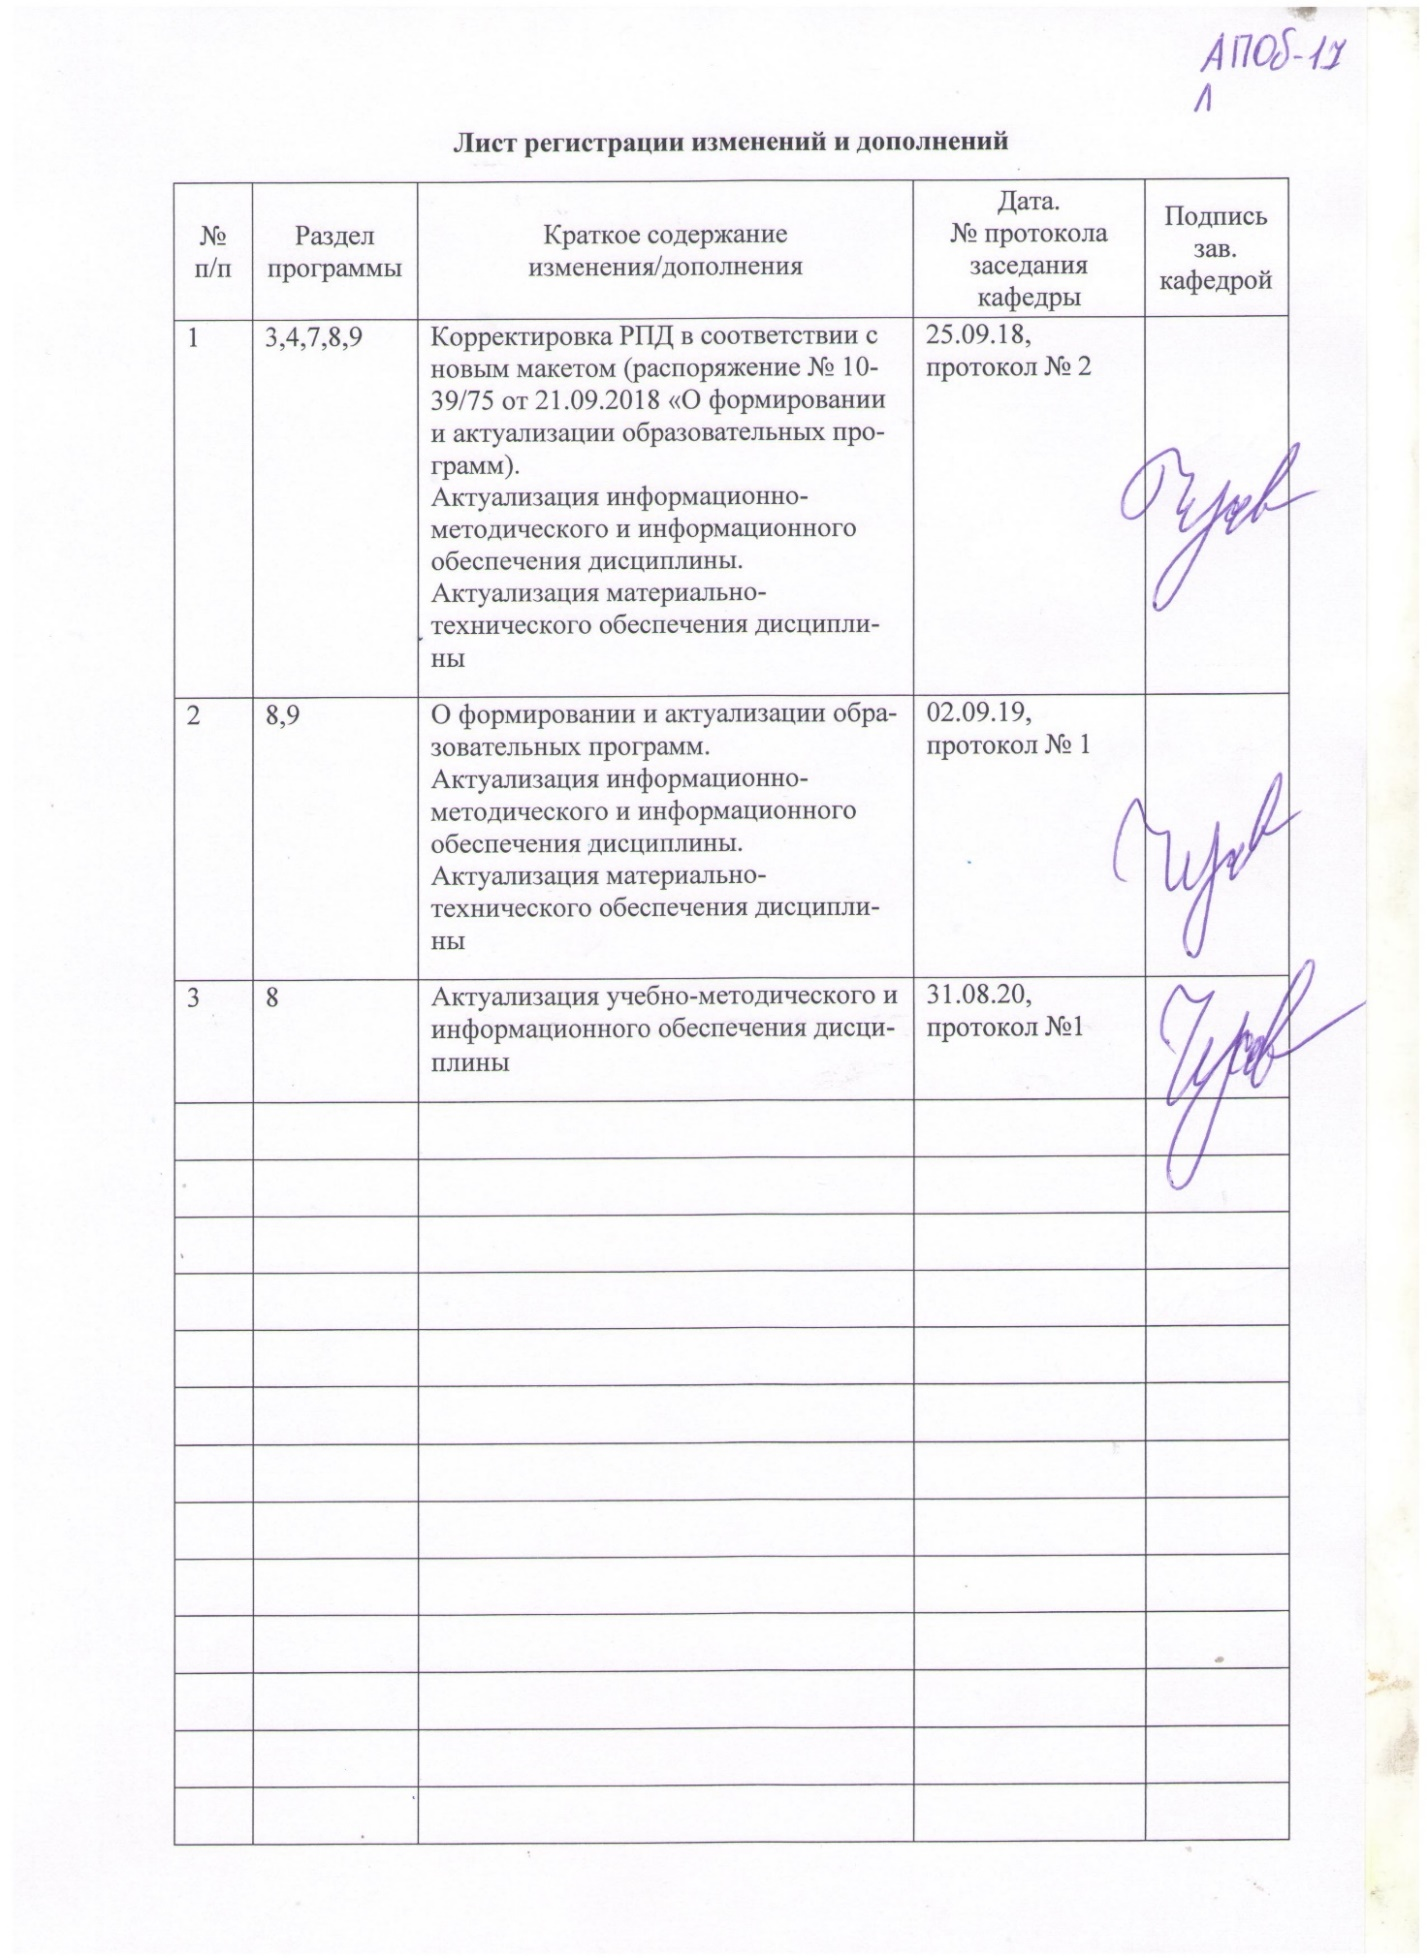 АПОб-17
Л
Лист регистрации изменений и дополнений
№
п/п
Раздел
программы
Краткое содержание
изменения/дополнения
Дата.
№ протокола
заседания
кафедры
Подпись
зав.
кафедрой
1
3,4,7,8,9
Корректировка РПД в соответствии с
новым макетом (распоряжение № 10-
39/75 от 21.09.2018 «О формировании
и актуализации образовательных про-
грамм).
Актуализация информационно-
методического и информационного
обеспечения дисциплины.
Актуализация материально-
технического обеспечения дисципли-
ны
25.09.18,
протокол № 2
2
8,9
О формировании и актуализации обра-
зовательных программ.
Актуализация информационно-
методического и информационного
обеспечения дисциплины.
Актуализация материально-
технического обеспечения дисципли-
ны
02.09.19,
протокол № 1
3
8
Актуализация учебно-методического и
информационного обеспечения дисци-
плины
31.08.20,
протокол №1